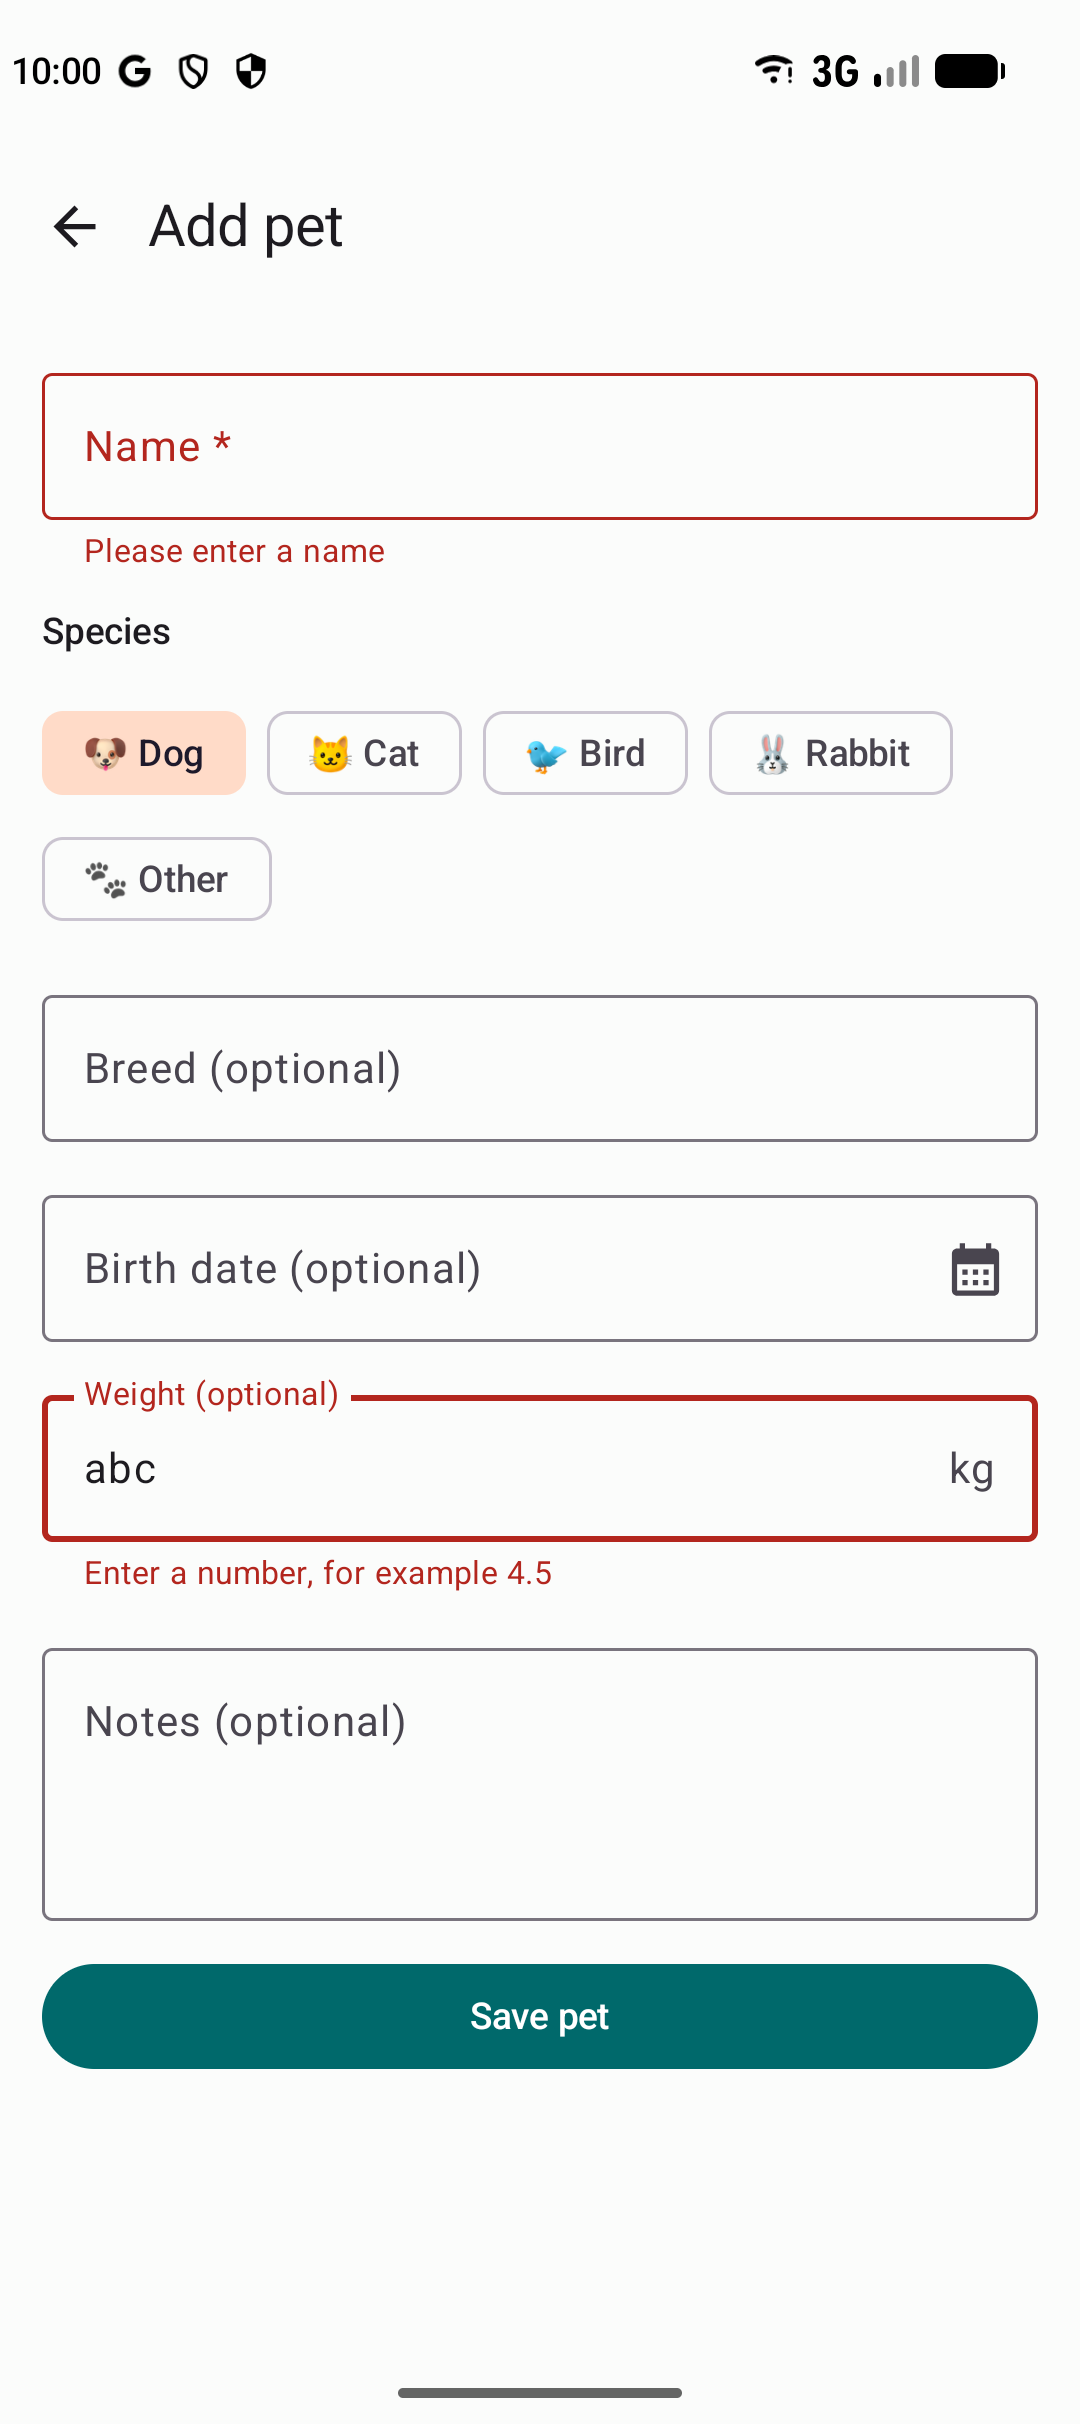 10:00
3G
Add pet
Name *
Please enter a name
Species
Dog
Cat
Bird
Rabbit
Other
Breed (optional)
Birth date (optional)
Weight (optional)
abc kg
Enter a number, for example 4.5
Notes (optional)
Save pet